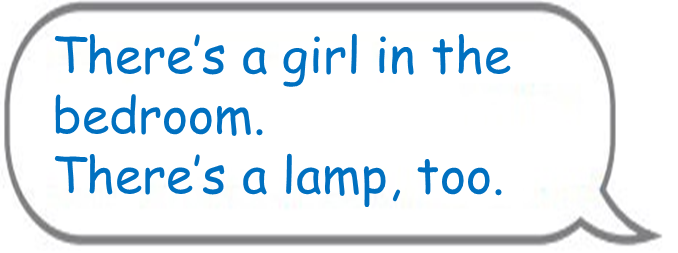 There's a girl in the
bedroom.
There's a lamp, too.